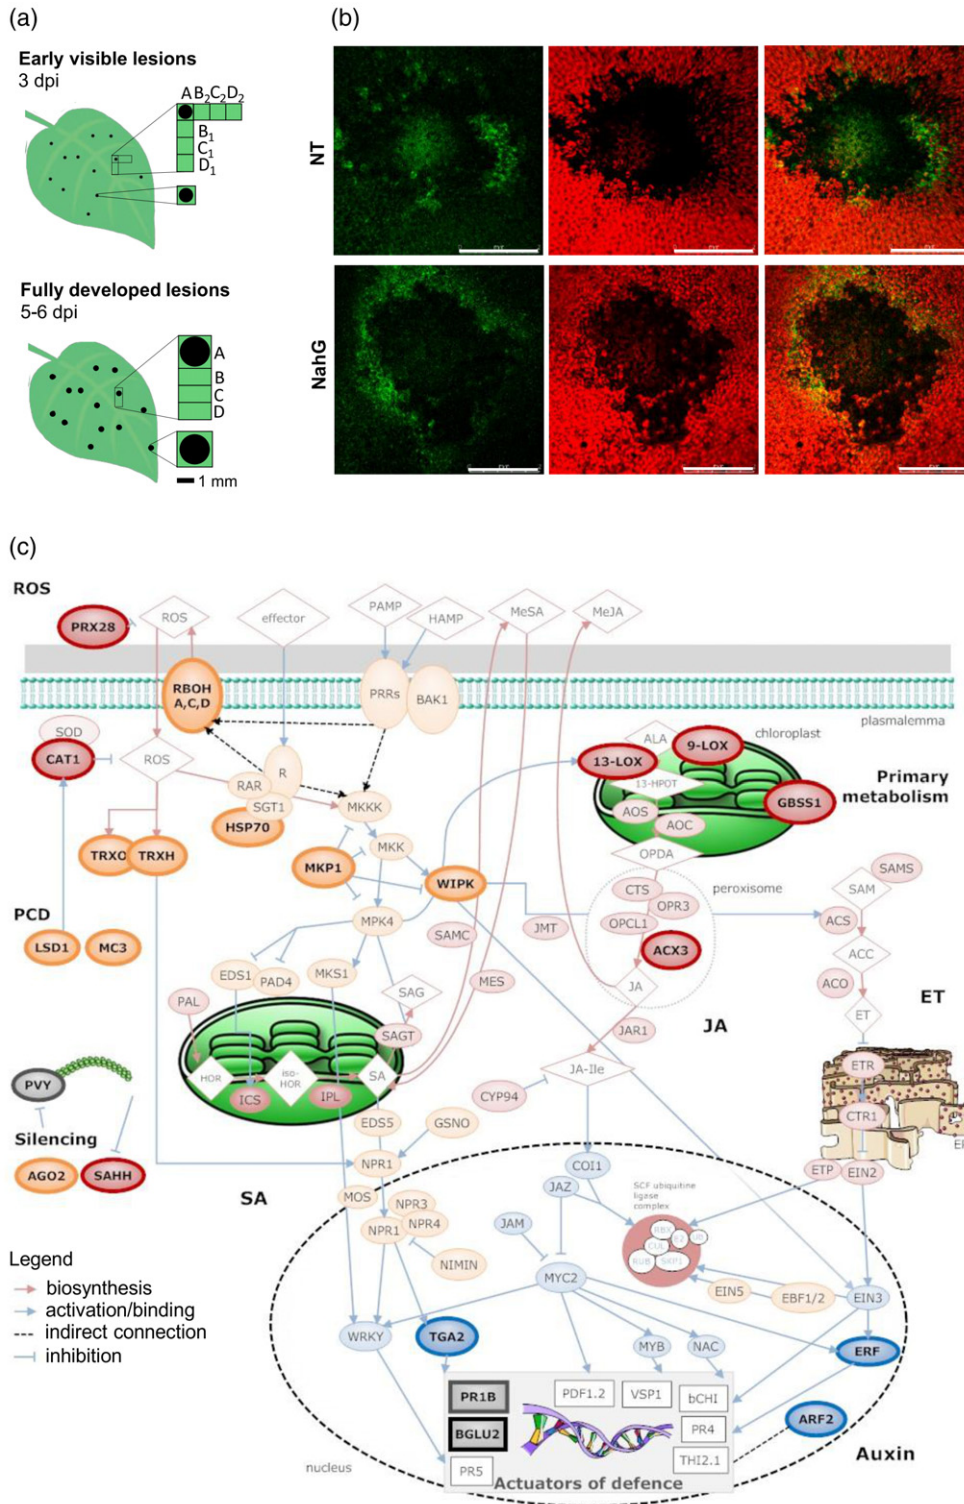 (a)
Early visible lesions
3 dpi
A B2 C2 D2
B1
C1
D1
Fully developed lesions
5-6 dpi
A
B
C
D
1 mm
(b)
NT
NahG
(c)
ROS
PRX28
ROS
effector
PAMP
HAMP
MeSA
MeJA
RBOH
A,C,D
PRRs
BAK1
plasmalemma
SOD
CAT1
ROS
R
RAR
SGT1
HSP70
MKKK
ALA
9-LOX
chloroplast
13-LOX
13-HPOT
Primary
metabolism
GBSS1
AOS
AOC
OPDA
TRXO
TRXH
MKK
MKP1
WIPK
CTS
peroxisome
OPR3
OPCL1
ACX3
JA
SAMS
SAM
ACS
ACC
ACO
ET
ET
PCD
LSD1
MC3
MPK4
SAMC
JMT
EDS1
PAD4
MKS1
MES
PAL
SAG
SAGT
JA
JAR1
HOR
iso-
HOR
SA
ICS
IPL
JA-Ile
CYP94
ETR
CTR1
PVY
EDS5
GSNO
Silencing
AGO2
SAHH
NPR1
COI1
ETP
EIN2
SA
MOS
NPR3
NPR1
NPR4
NIMIN
JAZ
SCF ubiquitine
ligase
complex
JAM
RBX
CUL
E2
UB
RUB
SKP1
MYC2
EIN5
EBF1/2
EIN3
Legend
biosynthesis
activation/binding
indirect connection
inhibition
WRKY
TGA2
MYB
NAC
ERF
PR1B
PDF1.2
VSP1
bCHI
ARF2
BGLU2
PR4
PR5
THI2.1
Auxin
Actuators of defence
nucleus